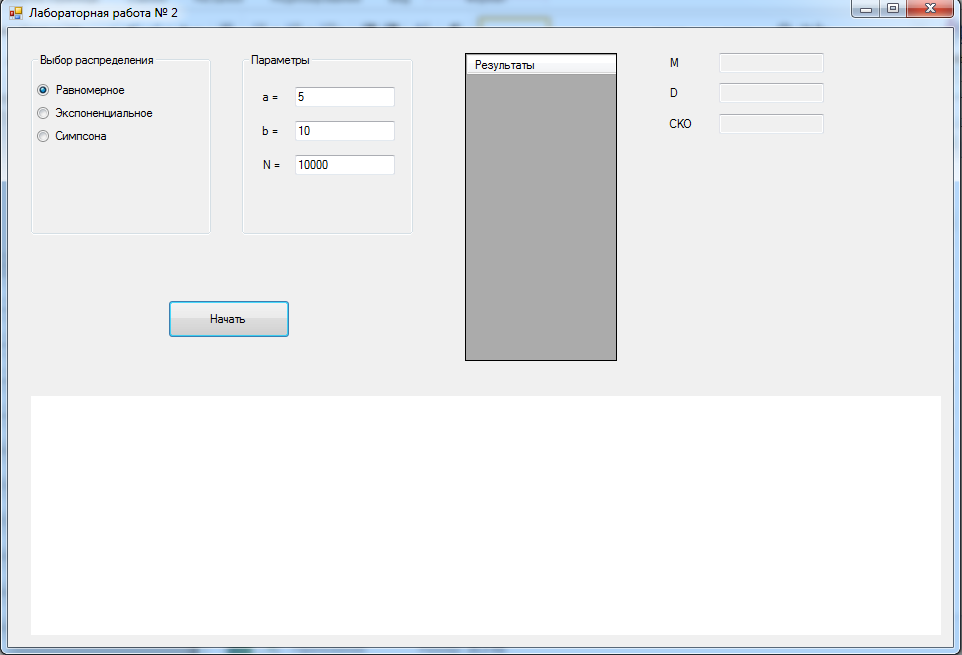 Лабораторная работа № 2
Выбор распределения
Равномерное
Экспоненциальное
Симпсона
Параметры
a = 5
b = 10
N = 10000
Начать
Результаты
M
D
СКО